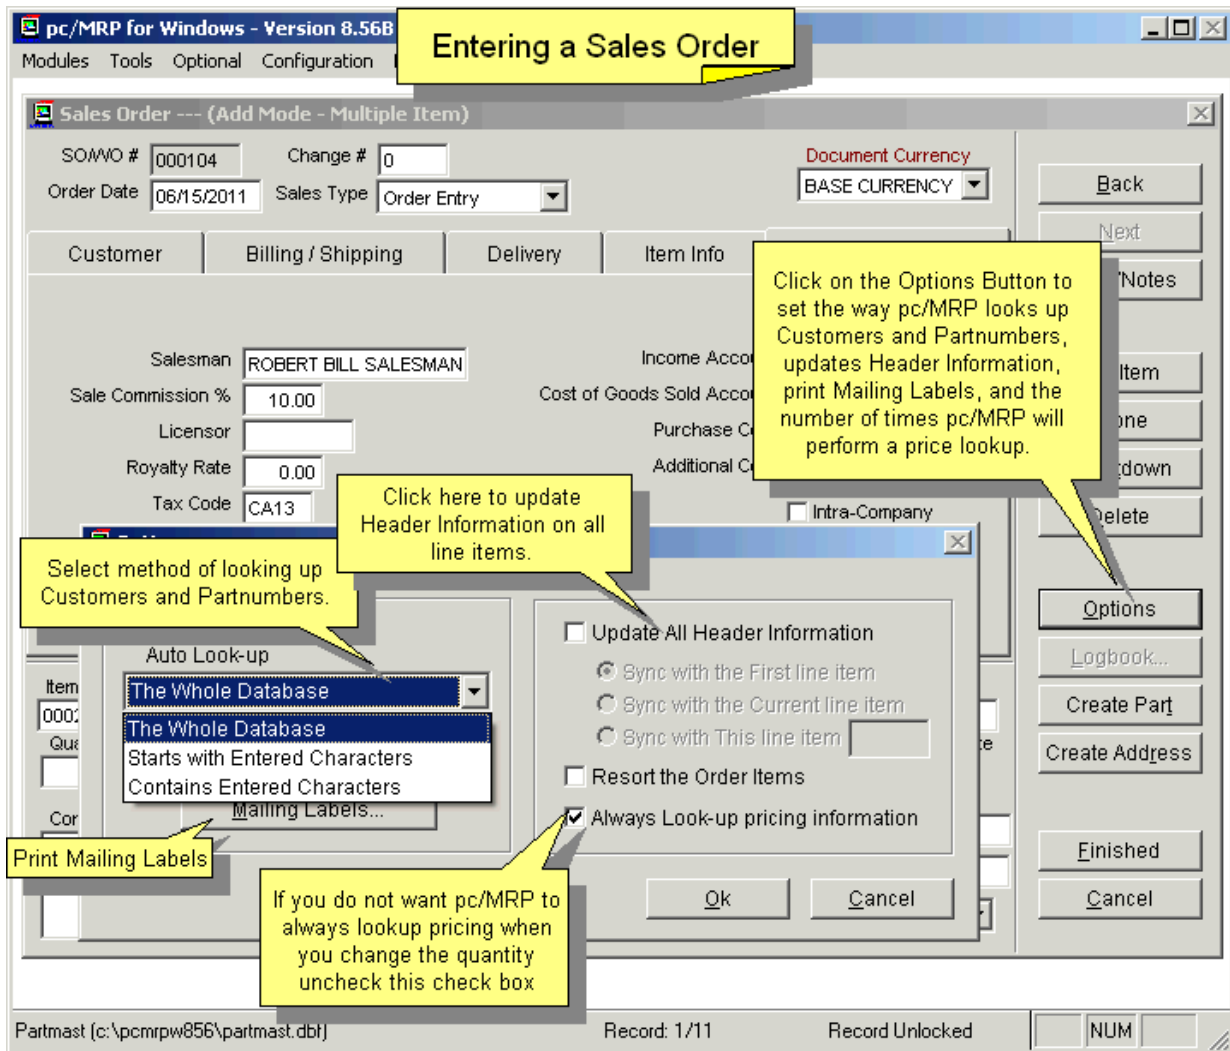 pc/MRP for Windows - Version 8.56B
Entering a Sales Order
Modules Tools Optional Configuration
Sales Order --- (Add Mode - Multiple Item)
SO/WO # 000104 Change # 0
Document Currency
Order Date 06/15/2011 Sales Type Order Entry
BASE CURRENCY
Back
Next
Customer Billing / Shipping Delivery Item Info
/Notes
Click on the Options Button to
set the way pc/MRP looks up
Customers and Partnumbers,
updates Header Information,
print Mailing Labels, and the
number of times pc/MRP will
perform a price lookup.
Salesman ROBERT BILL SALESMAN
Sale Commission % 10.00
Licensor
Royalty Rate 0.00
Tax Code CA13
Income Accou
Cost of Goods Sold Accou
Purchase Co
Additional Co
Intra-Company
Item
one
tdown
Delete
Click here to update
Header Information on all
line items.
Select method of looking up
Customers and Partnumbers.
Auto Look-up
The Whole Database
The Whole Database
Starts with Entered Characters
Contains Entered Characters
Mailing Labels...
Print Mailing Labels
Update All Header Information
Sync with the First line item
Sync with the Current line item
Sync with This line item
Resort the Order Items
Always Look-up pricing information
Ok Cancel
If you do not want pc/MRP to
always lookup pricing when
you change the quantity
uncheck this check box
Item
0002
Qua
Cor
te
Options
Logbook...
Create Part
Create Address
Finished
Cancel
Partmast (c:\pcmrpw856\partmast.dbf) Record: 1/11 Record Unlocked NUM